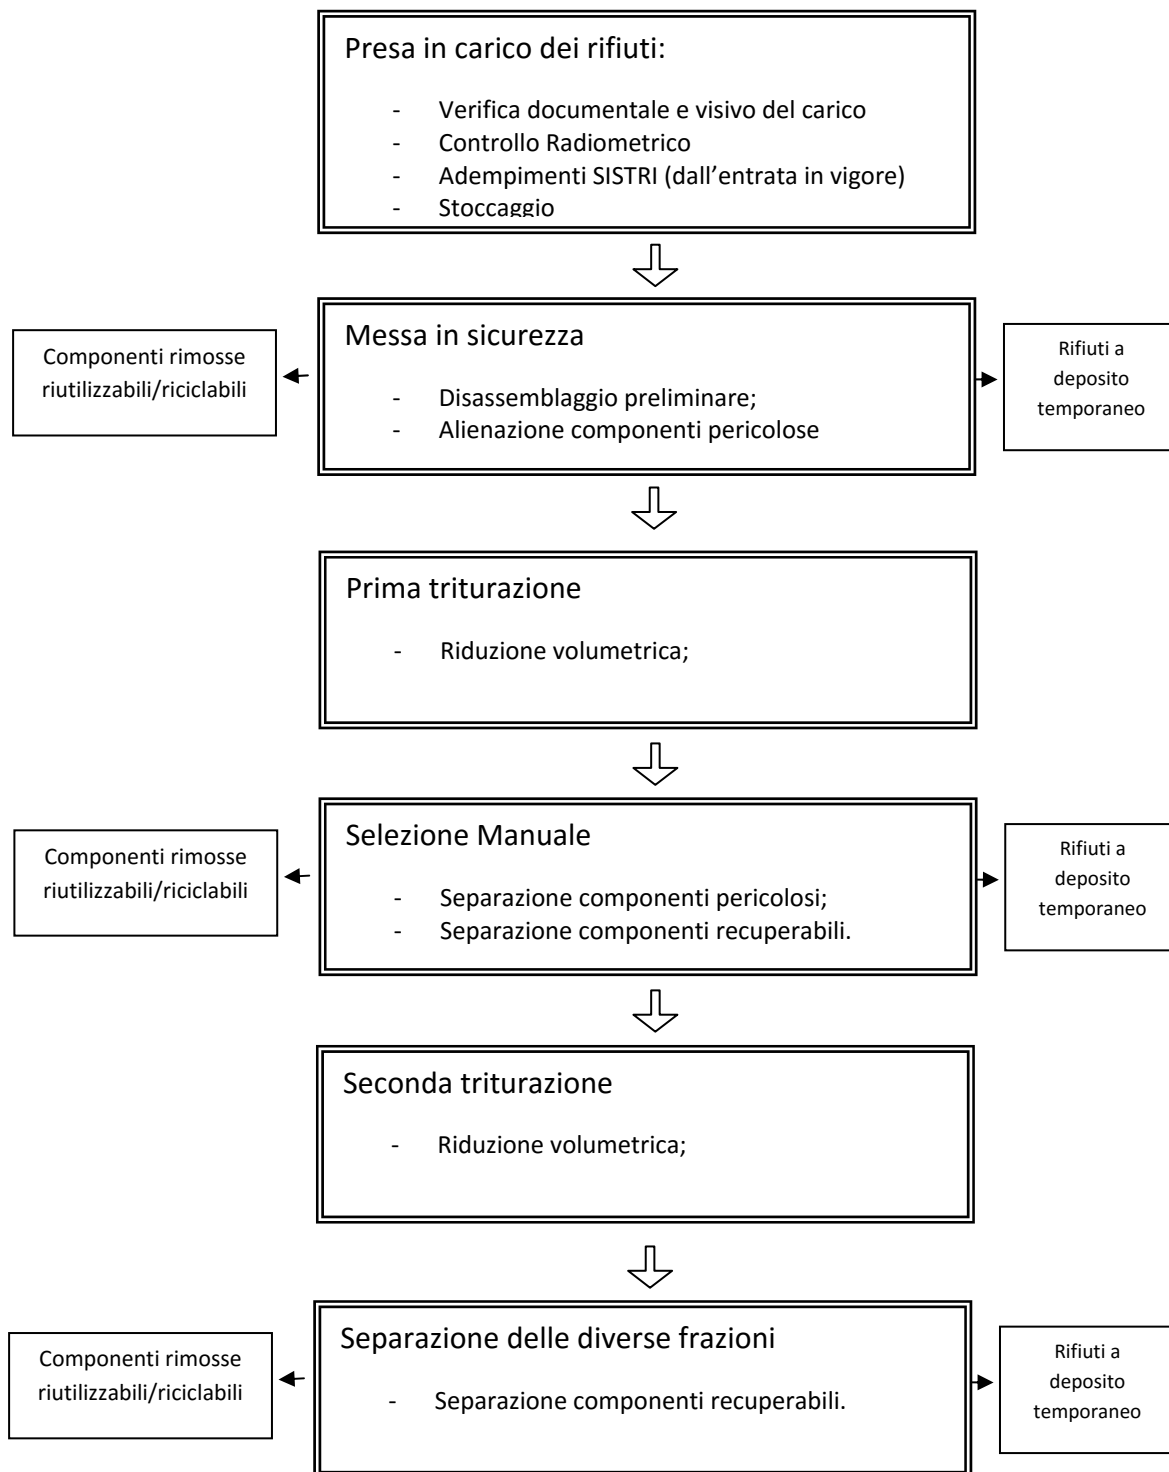 Presa in carico dei rifiuti:
- Verifica documentale e visivo del carico
- Controllo Radiometrico
- Adempimenti SISTRI (dall'entrata in vigore)
- Stoccaggio
Componenti rimosse
riutilizzabili/riciclabili
Messa in sicurezza
- Disassemblaggio preliminare;
- Alienazione componenti pericolose
Rifiuti a
deposito
temporaneo
Prima triturazione
- Riduzione volumetrica;
Componenti rimosse
riutilizzabili/riciclabili
Selezione Manuale
- Separazione componenti pericolosi;
- Separazione componenti recuperabili.
Rifiuti a
deposito
temporaneo
Seconda triturazione
- Riduzione volumetrica;
Componenti rimosse
riutilizzabili/riciclabili
Separazione delle diverse frazioni
- Separazione componenti recuperabili.
Rifiuti a
deposito
temporaneo